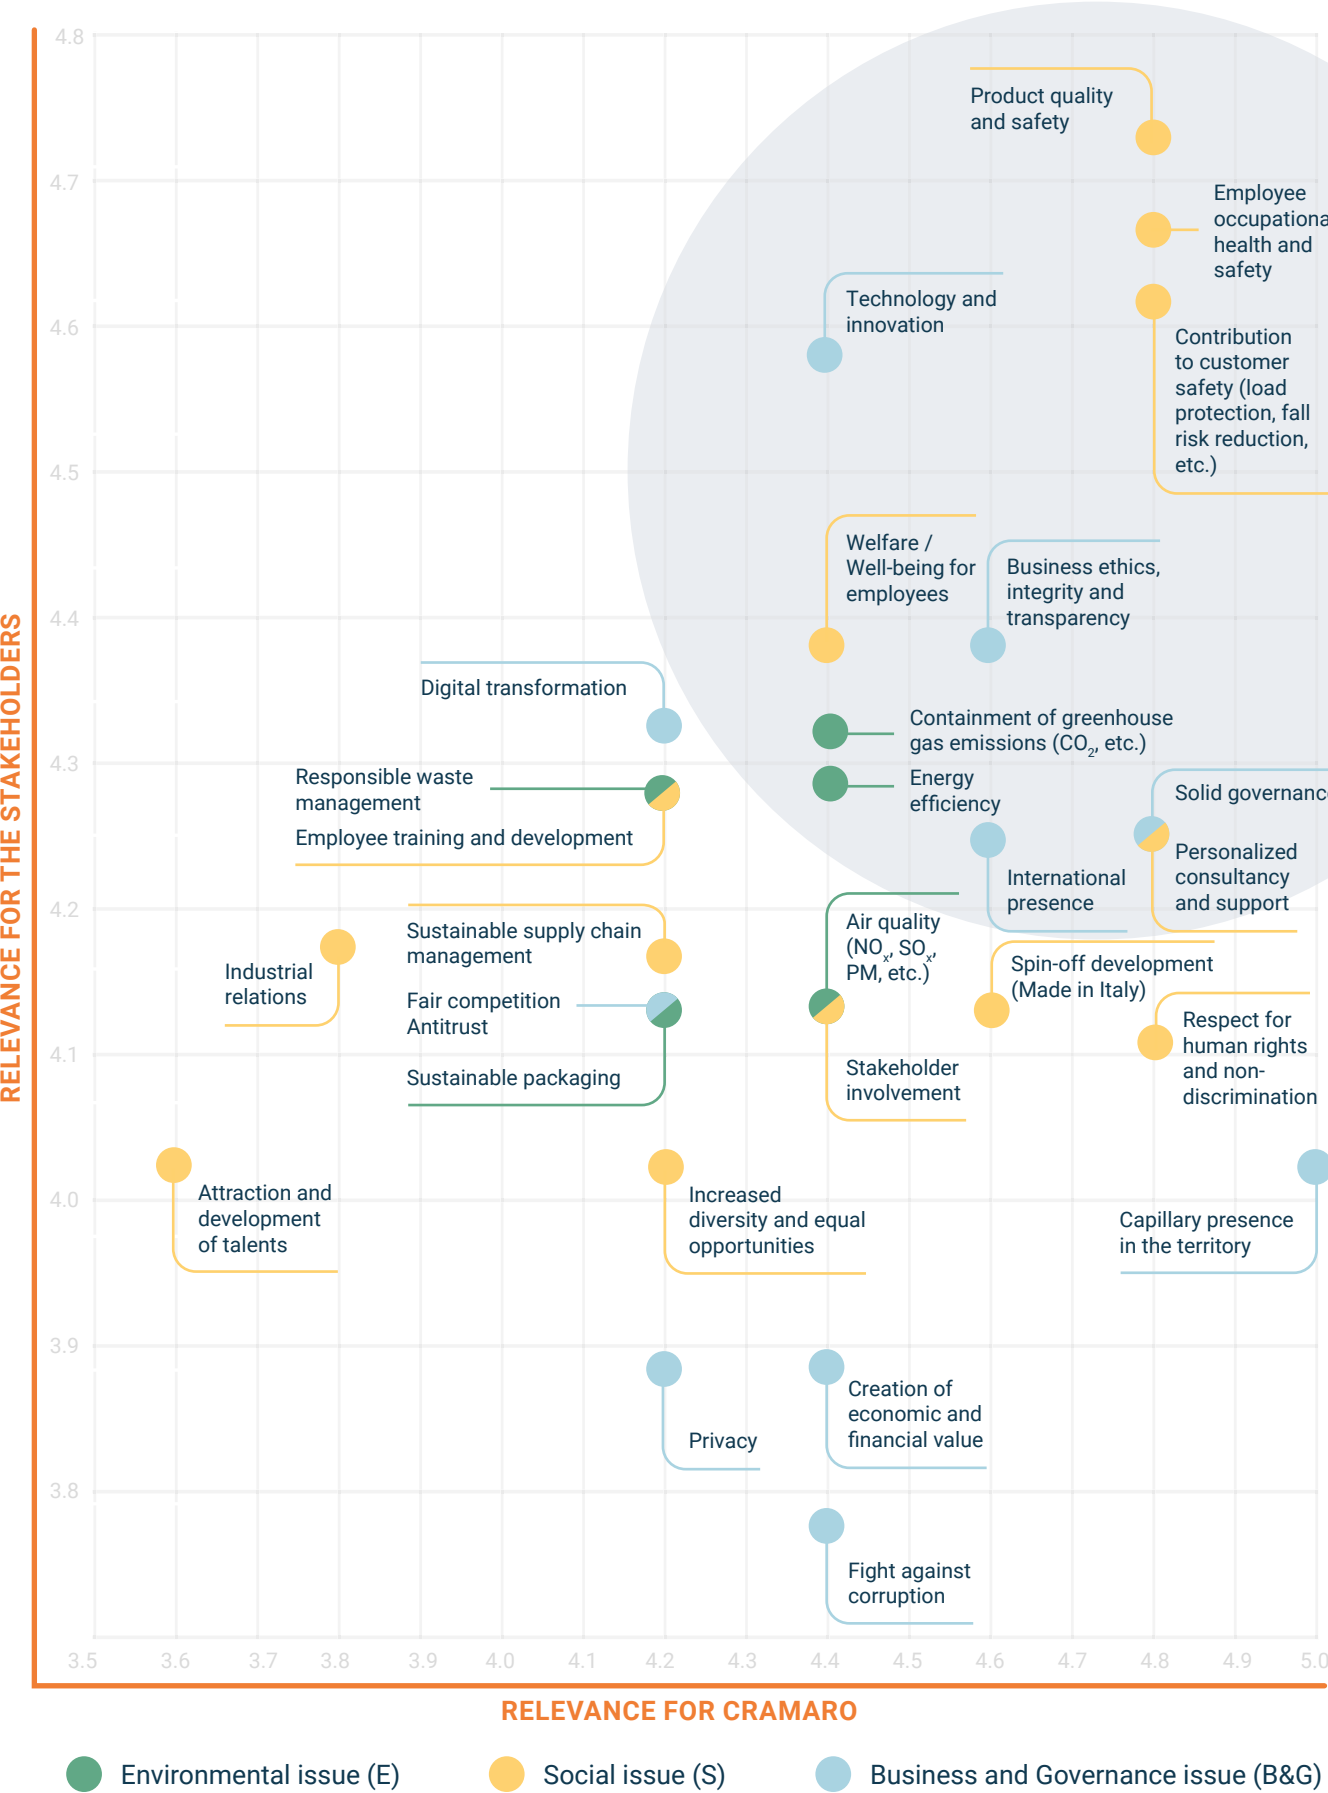 4.8
4.7
4.6
4.5
4.4
4.3
4.2
4.1
4.0
3.9
3.8
RELEVANCE FOR THE STAKEHOLDERS
Product quality
and safety
Employee
occupationa
health and
safety
Technology and
innovation
Contribution
to customer
safety (load
protection, fall
risk reduction,
etc.)
Welfare /
Well-being for
employees
Business ethics,
integrity and
transparency
Digital transformation
Containment of greenhouse
gas emissions (CO₂, etc.)
Responsible waste
management
Energy
efficiency
Employee training and development
Solid governanc
Personalized
consultancy
and support
International
presence
Sustainable supply chain
management
Air quality
(NOₓ, SOₓ,
PM, etc.)
Industrial
relations
Spin-off development
(Made in Italy)
Fair competition
Antitrust
Respect for
human rights
and non-
discrimination
Sustainable packaging
Stakeholder
involvement
Attraction and
development
of talents
Increased
diversity and equal
opportunities
Capillary presence
in the territory
Privacy
Creation of
economic and
financial value
Fight against
corruption
3.5 3.6 3.7 3.8 3.9 4.0 4.1 4.2 4.3 4.4 4.5 4.6 4.7 4.8 4.9 5.0
RELEVANCE FOR CRAMARO
Environmental issue (E) Social issue (S) Business and Governance issue (B&G)